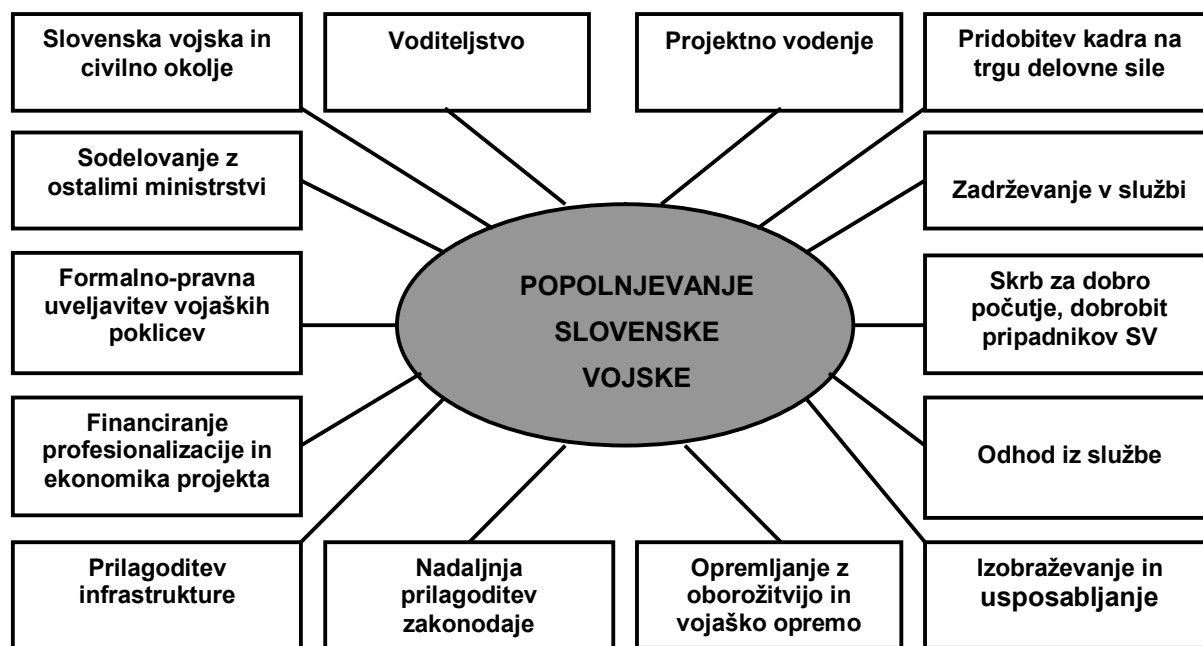 Slovenska vojska in
civilno okolje
Voditeljstvo
Projektno vodenje
Pridobitev kadra na
trgu delovne sile
Sodelovanje z
ostalimi ministrstvi
Zadrževanje v službi
Formalno-pravna
uveljavitev vojaških
poklicev
POPOLNJEVANJE
SLOVENSKE
VOJSKE
Skrb za dobro
počutje, dobrobit
pripadnikov SV
Financiranje
profesionalizacije in
ekonomika projekta
Odhod iz službe
Prilagoditev
infrastrukture
Nadaljnja
prilagoditev
zakonodaje
Opremljanje z
oborožitvijo in
vojaško opremo
Izobraževanje in
usposabljanje